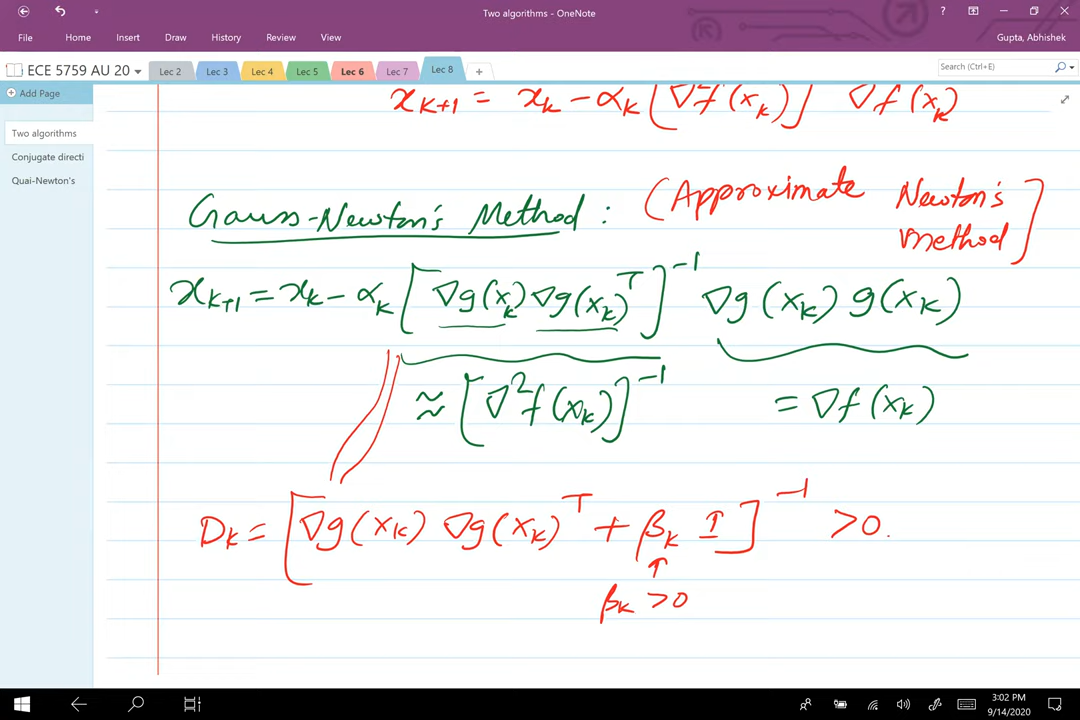 Two algorithms - OneNote
File Home Insert Draw History Review View Gupta, Abhishek
ECE 5759 AU 20 Lec 2 Lec 3 Lec 4 Lec 5 Lec 6 Lec 7 Lec 8 + Search (Ctrl+E)
+ Add Page
Two algorithms
Conjugate directi
Quai-Newton's
x_{k+1} = x_k - α_k [∇²f(x_k)] ∇f(x_k)
Gauss-Newton's Method : (Approximate Newton's
method]
x_{k+1} = x_k - α_k [∇g(x_k) ∇g(x_k)^T]^{-1} ∇g(x_k) g(x_k)
≈ [∇²f(x_k)]^{-1} = ∇f(x_k)
D_k = [∇g(x_k) ∇g(x_k)^T + β_k I]^{-1} >0.
↑
β_k >0
3:02 PM
9/14/2020